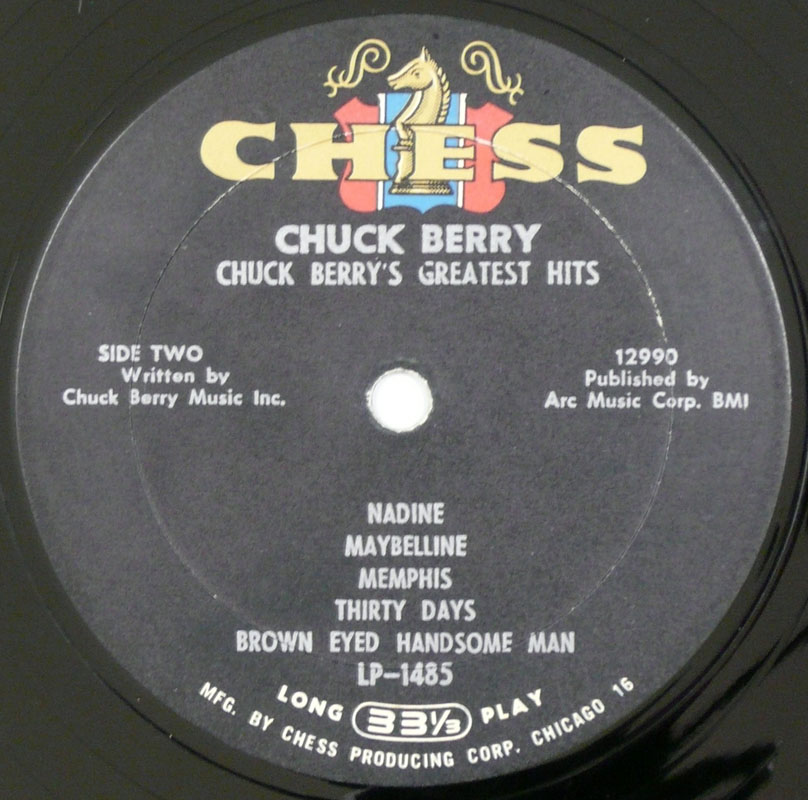 CHESS
CHUCK BERRY
CHUCK BERRY'S GREATEST HITS
SIDE TWO
Written by
Chuck Berry Music Inc.
12990
Published by
Arc Music Corp. BMI
NADINE
MAYBELLINE
MEMPHIS
THIRTY DAYS
BROWN EYED HANDSOME MAN
LP-1485
LONG 33⅓ PLAY
MFG. BY CHESS PRODUCING CORP. CHICAGO 16